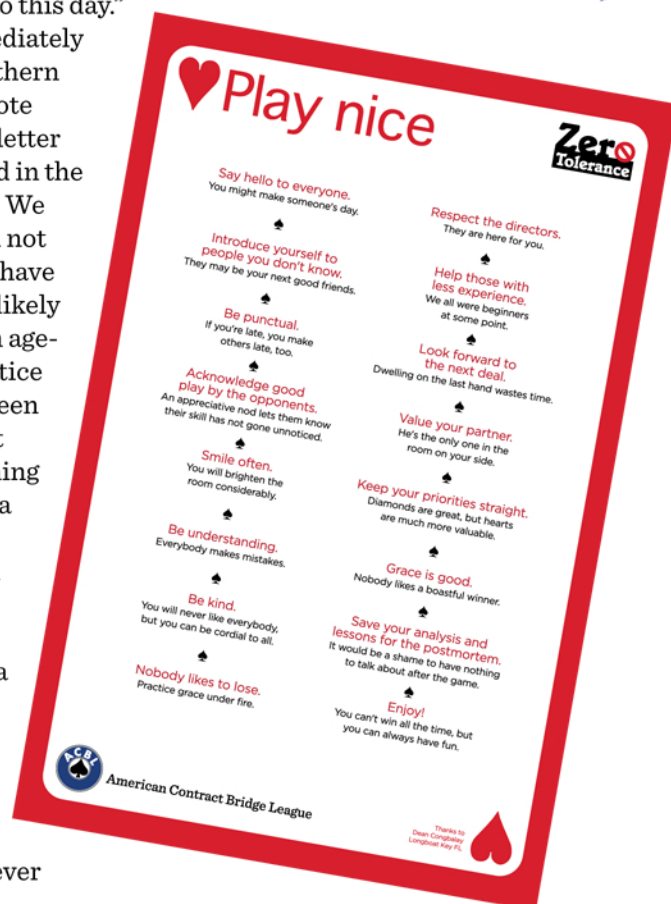 o this day."
ediately
thern
ote
letter
d in the
We
not
have
likely
age-
tice
een
t
ning
a
a
ever
Play nice
Zero
Tolerance
Say hello to everyone.
You might make someone's day.
Introduce yourself to
people you don't know.
They may be your next good friends.
Be punctual.
If you're late, you make
others late, too.
Acknowledge good
play by the opponents.
An appreciative nod lets them know
their skill has not gone unnoticed.
Smile often.
You will brighten the
room considerably.
Be understanding.
Everybody makes mistakes.
Be kind.
You will never like everybody,
but you can be cordial to all.
Nobody likes to lose.
Practice grace under fire.
Respect the directors.
They are here for you.
Help those with
less experience.
We all were beginners
at some point.
Look forward to
the next deal.
Dwelling on the last hand wastes time.
Value your partner.
He's the only one in the
room on your side.
Keep your priorities straight.
Diamonds are great, but hearts
are much more valuable.
Grace is good.
Nobody likes a boastful winner.
Save your analysis and
lessons for the postmortem.
It would be a shame to have nothing
to talk about after the game.
Enjoy!
You can't win all the time, but
you can always have fun.
ACBL
American Contract Bridge League
Thanks to
Dean Congbalay
Longboat Key FL